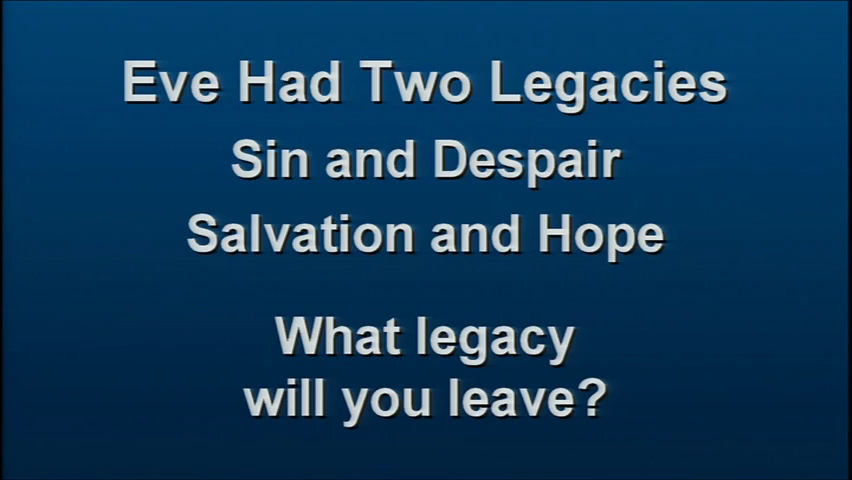 Eve Had Two Legacies
Sin and Despair
Salvation and Hope
What legacy
will you leave?